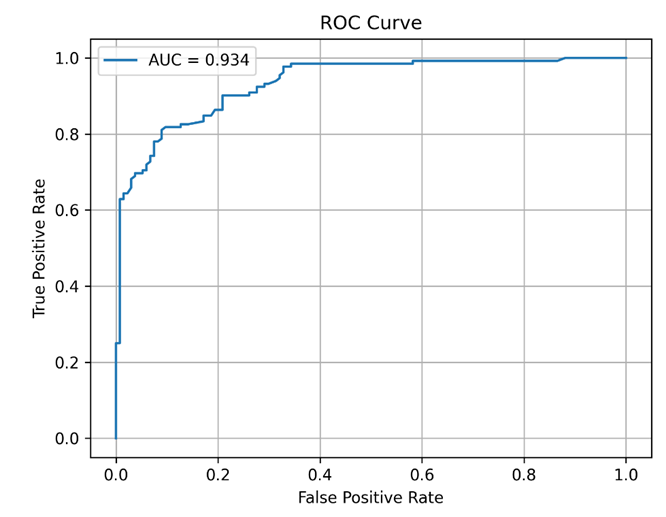 ROC Curve
AUC = 0.934
1.0
0.8
0.6
0.4
0.2
0.0
True Positive Rate
0.0 0.2 0.4 0.6 0.8 1.0
False Positive Rate